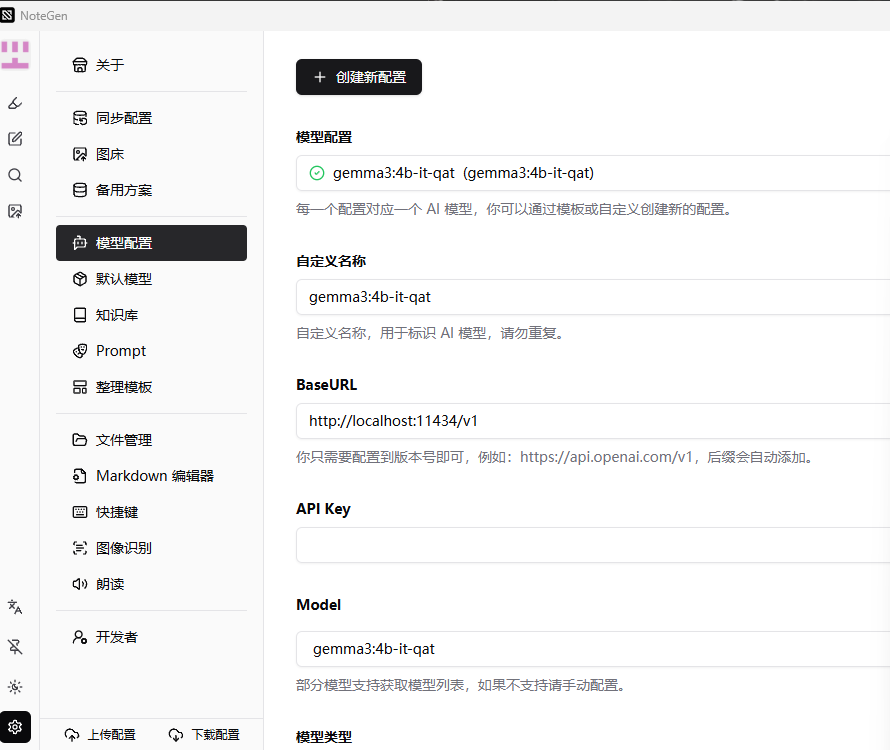 NoteGen
关于
同步配置
图床
备用方案
模型配置
默认模型
知识库
Prompt
整理模板
文件管理
Markdown 编辑器
快捷键
图像识别
朗读
开发者
上传配置
下载配置
创建新配置
模型配置
gemma3:4b-it-qat (gemma3:4b-it-qat)
每一个配置对应一个 AI 模型，你可以通过模板或自定义创建新的配置。
自定义名称
gemma3:4b-it-qat
自定义名称，用于标识 AI 模型，请勿重复。
BaseURL
http://localhost:11434/v1
你只需要配置到版本号即可，例如：https://api.openai.com/v1，后缀会自动添加。
API Key
Model
gemma3:4b-it-qat
部分模型支持获取模型列表，如果不支持请手动配置。
模型类型